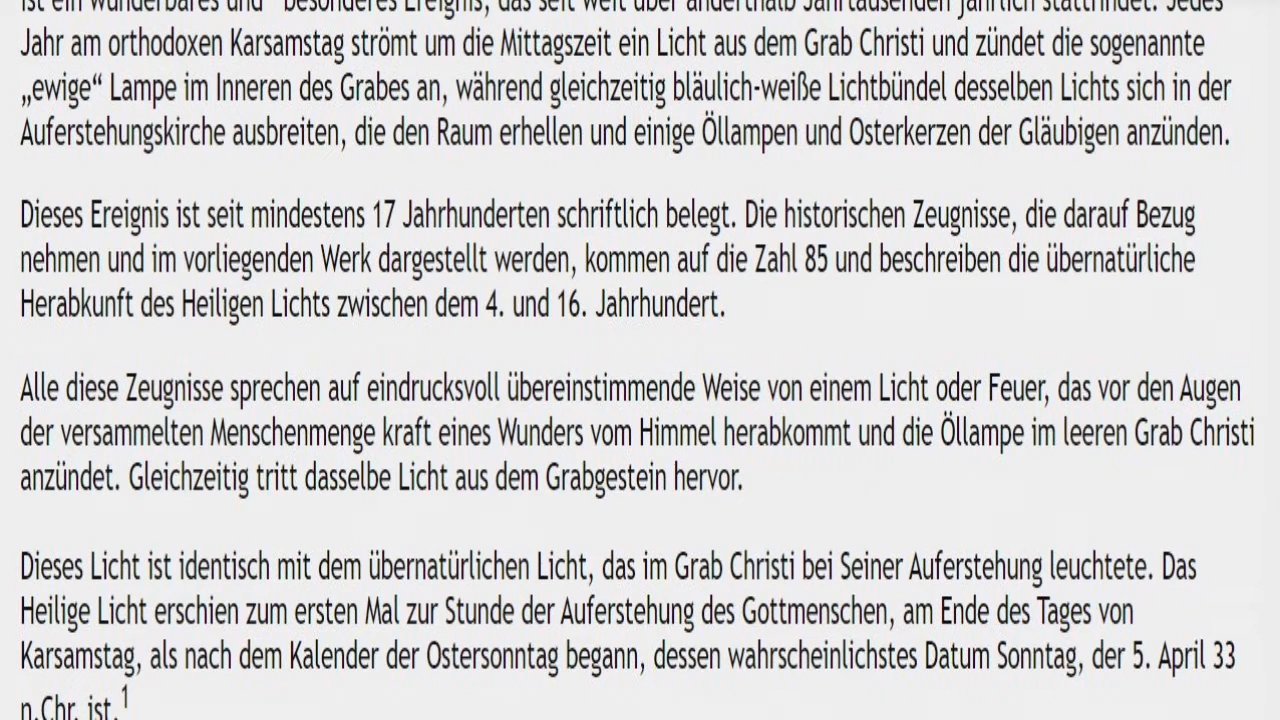 ist ein wunderbares und besonderes Ereignis, das seit weit über anderthalb Jahrtausenden jährlich stattfindet. Jedes
Jahr am orthodoxen Karsamstag strömt um die Mittagszeit ein Licht aus dem Grab Christi und zündet die sogenannte
„ewige“ Lampe im Inneren des Grabes an, während gleichzeitig bläulich-weiße Lichtbündel desselben Lichts sich in der
Auferstehungskirche ausbreiten, die den Raum erhellen und einige Öllampen und Osterkerzen der Gläubigen anzünden.
Dieses Ereignis ist seit mindestens 17 Jahrhunderten schriftlich belegt. Die historischen Zeugnisse, die darauf Bezug
nehmen und im vorliegenden Werk dargestellt werden, kommen auf die Zahl 85 und beschreiben die übernatürliche
Herabkunft des Heiligen Lichts zwischen dem 4. und 16. Jahrhundert.
Alle diese Zeugnisse sprechen auf eindrucksvoll übereinstimmende Weise von einem Licht oder Feuer, das vor den Augen
der versammelten Menschenmenge kraft eines Wunders vom Himmel herabkommt und die Öllampe im leeren Grab Christi
anzündet. Gleichzeitig tritt dasselbe Licht aus dem Grabgestein hervor.
Dieses Licht ist identisch mit dem übernatürlichen Licht, das im Grab Christi bei Seiner Auferstehung leuchtete. Das
Heilige Licht erschien zum ersten Mal zur Stunde der Auferstehung des Gottmenschen, am Ende des Tages von
Karsamstag, als nach dem Kalender der Ostersonntag begann, dessen wahrscheinlichstes Datum Sonntag, der 5. April 33
n.Chr. ist.1